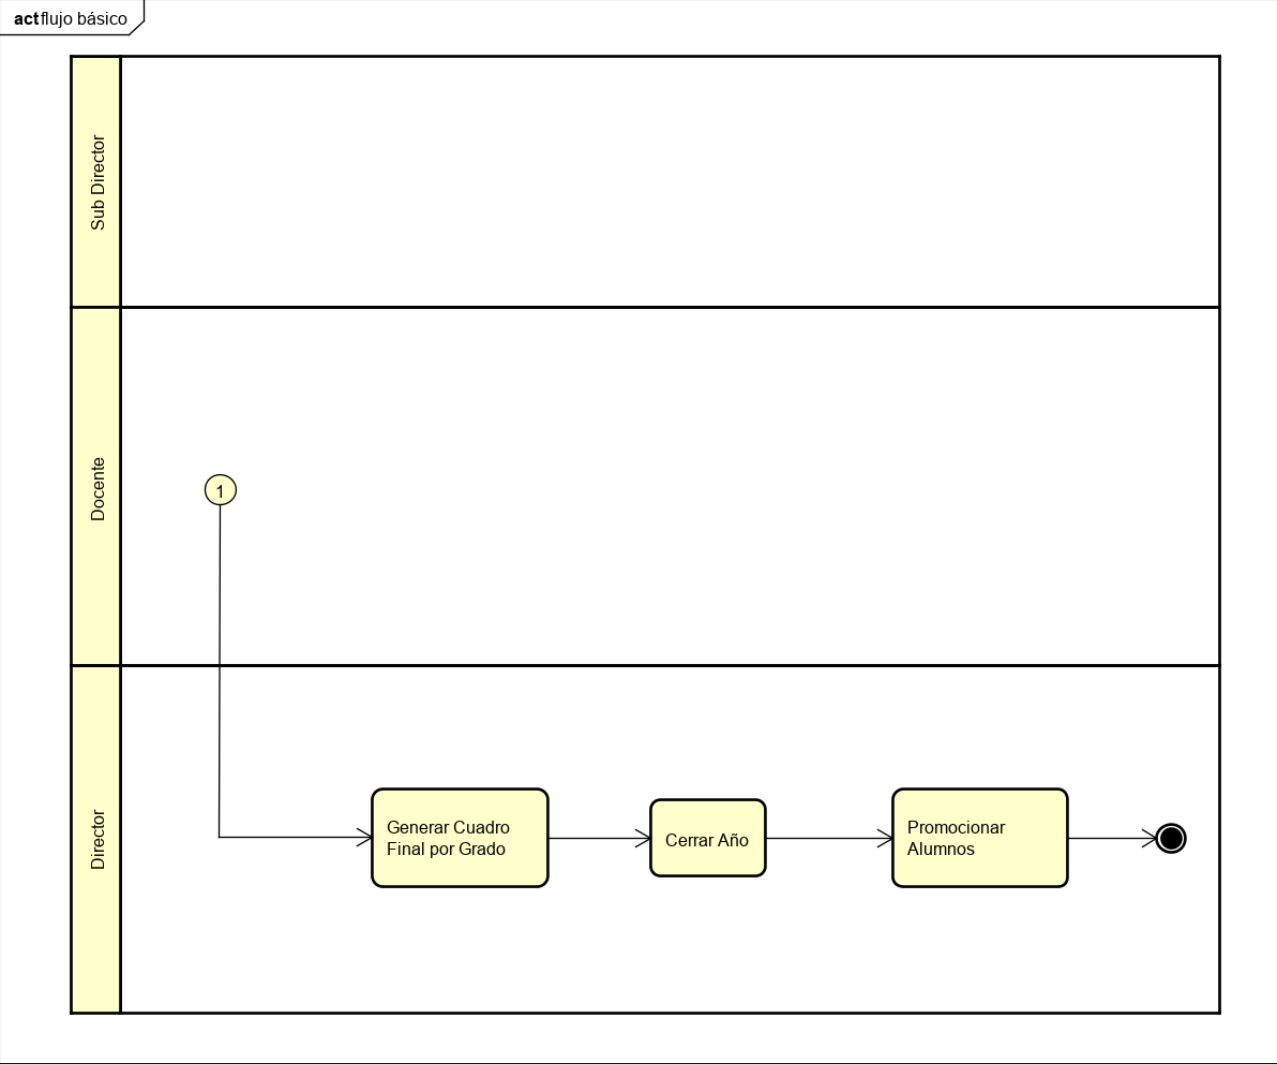 act flujo básico
Sub Director
Docente
1
Director
Generar Cuadro
Final por Grado
Cerrar Año
Promocionar
Alumnos